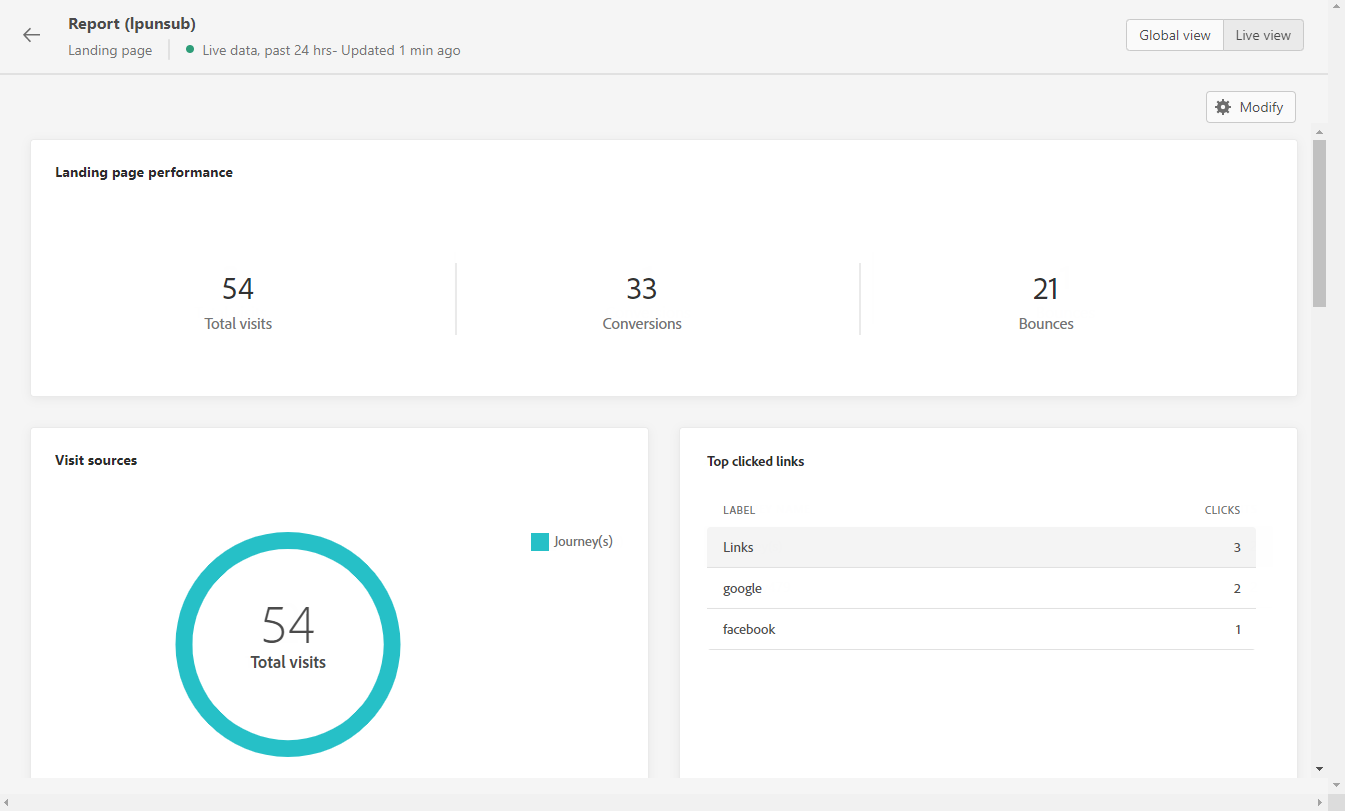 Report (lpunsub)
Landing page
Live data, past 24 hrs- Updated 1 min ago
Global view
Live view
Modify
Landing page performance
54
Total visits
33
Conversions
21
Bounces
Visit sources
Journey(s)
54
Total visits
Top clicked links
LABEL CLICKS
Links 3
google 2
facebook 1